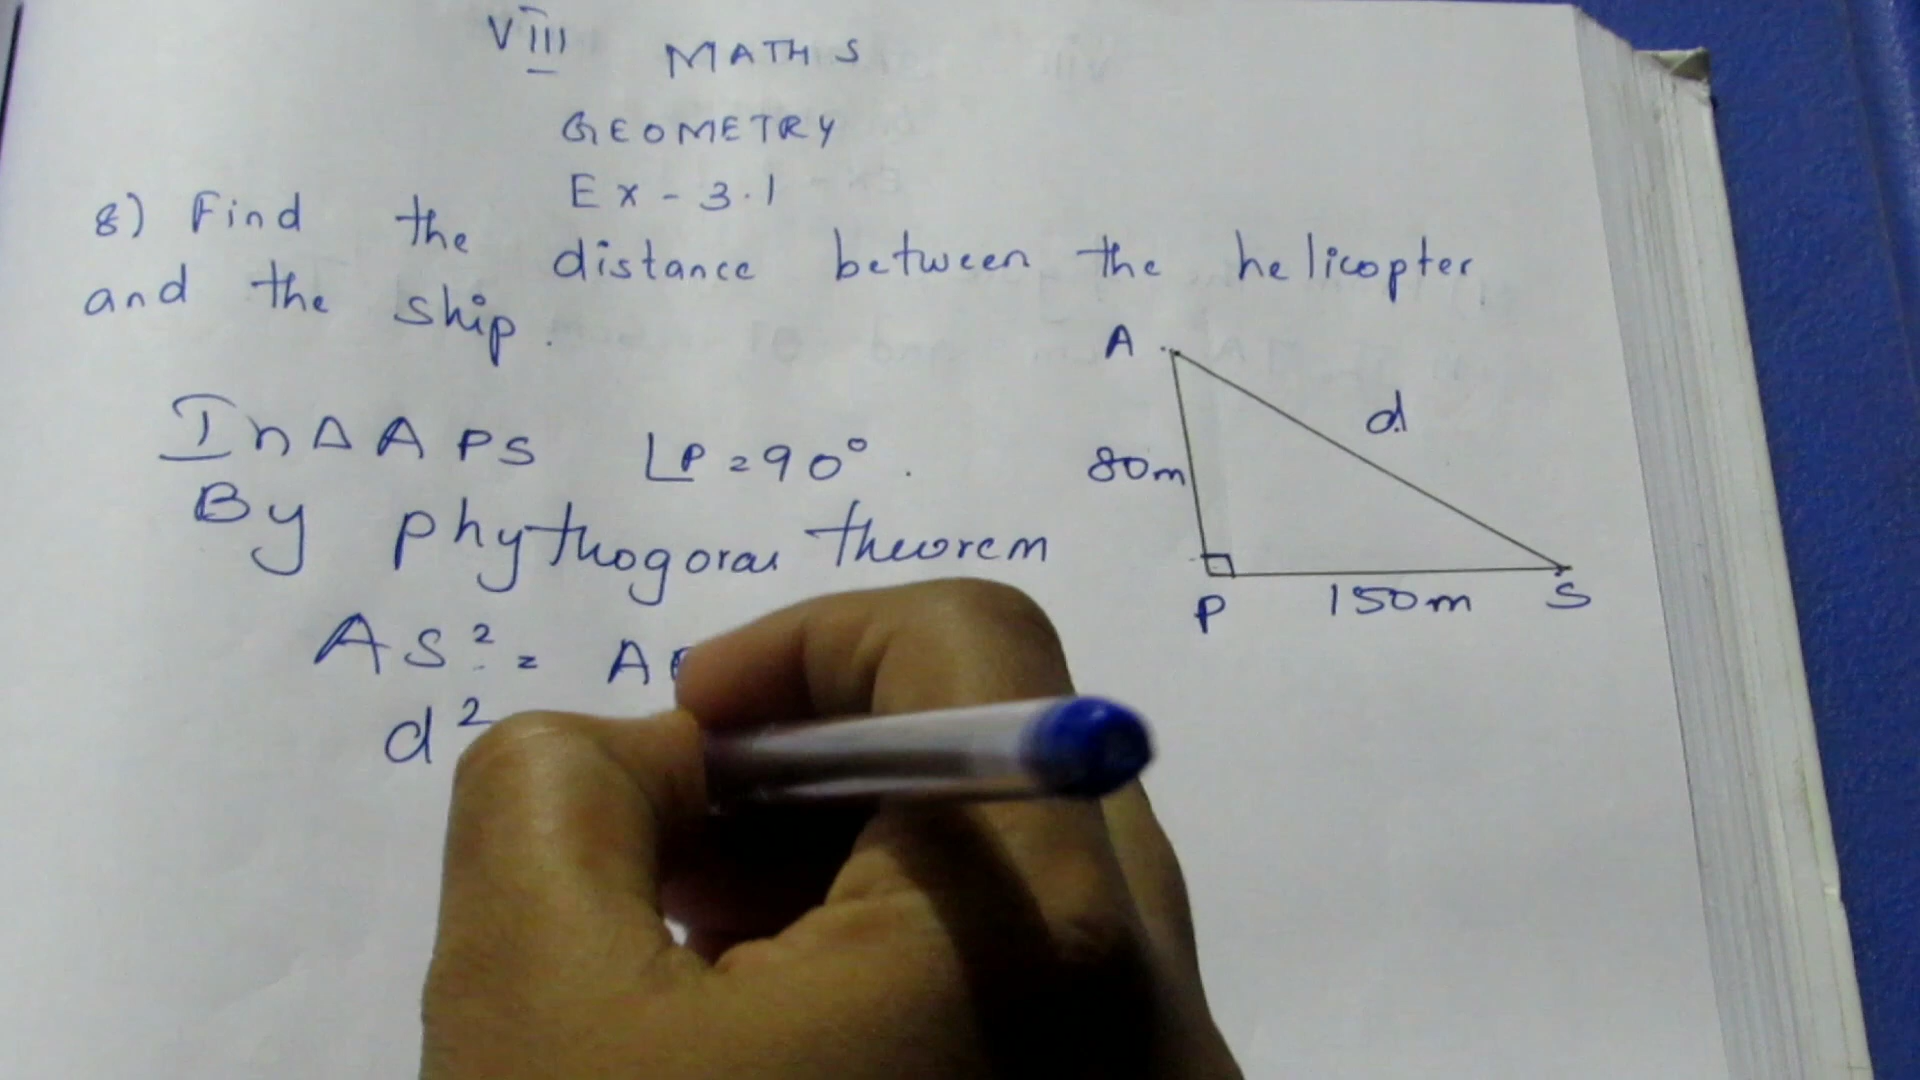 VIII MATHS
GEOMETRY
Ex - 3.1
8) Find the distance between the helicopter
and the ship.
In Δ APS ∟P = 90°.
By phythogoras theorem
AS² = A
d²
A
d
80m
P 150m S